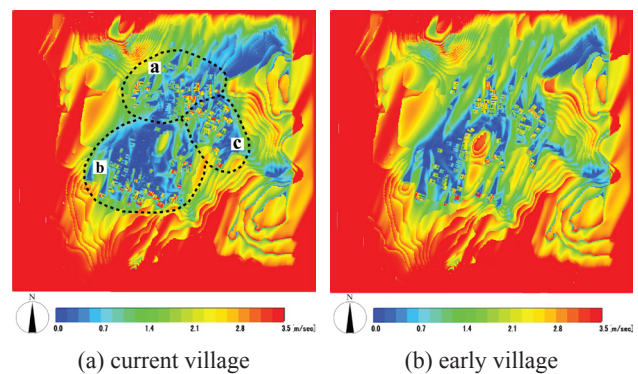 a
b
c
N
0.0 0.7 1.4 2.1 2.8 3.5 [m/sec]
(a) current village
N
0.0 0.7 1.4 2.1 2.8 3.5 [m/sec]
(b) early village